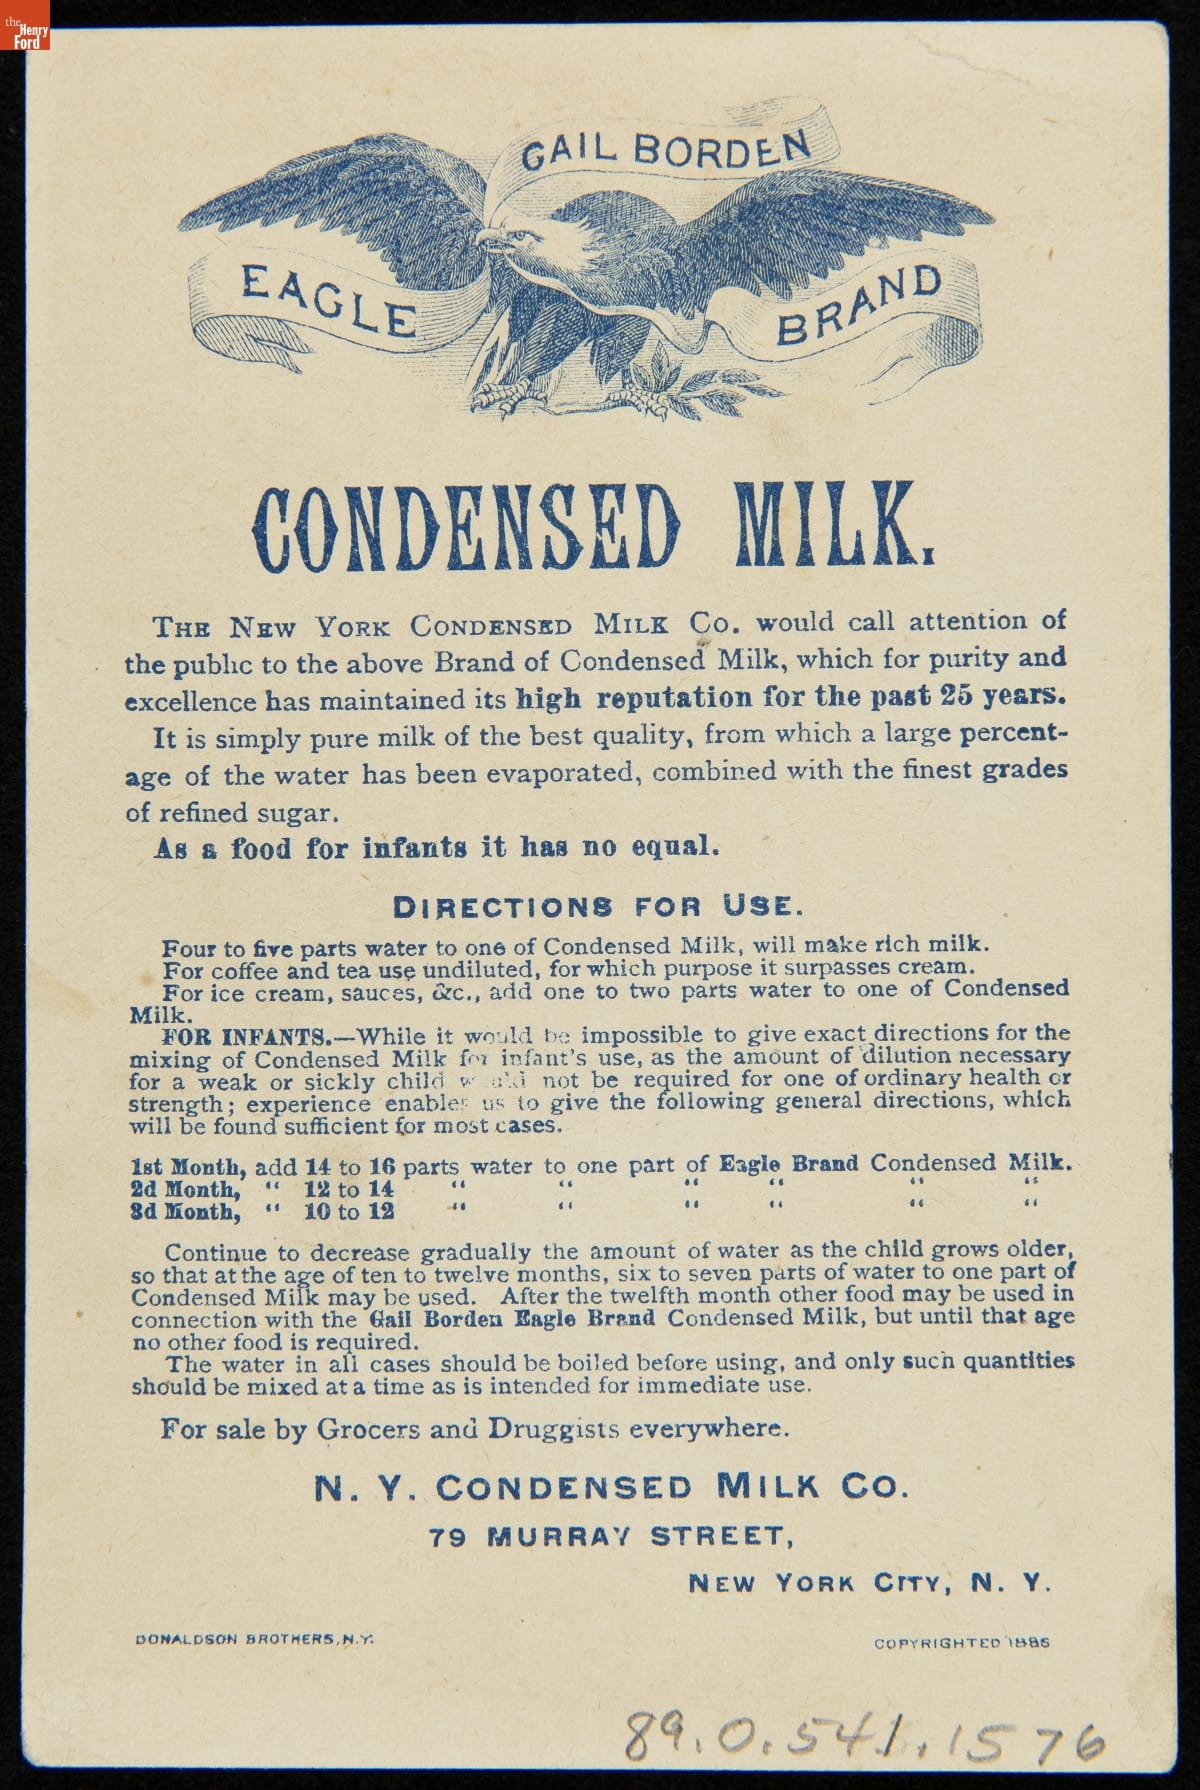 the
Henry
Ford
GAIL BORDEN
EAGLE
BRAND
CONDENSED MILK.
THE NEW YORK CONDENSED MILK CO. would call attention of
the public to the above Brand of Condensed Milk, which for purity and
excellence has maintained its high reputation for the past 25 years.
It is simply pure milk of the best quality, from which a large percent-
age of the water has been evaporated, combined with the finest grades
of refined sugar.
As a food for infants it has no equal.
DIRECTIONS FOR USE.
Four to five parts water to one of Condensed Milk, will make rich milk.
For coffee and tea use undiluted, for which purpose it surpasses cream.
For ice cream, sauces, &c., add one to two parts water to one of Condensed
Milk.
FOR INFANTS.—While it would be impossible to give exact directions for the
mixing of Condensed Milk for infant's use, as the amount of dilution necessary
for a weak or sickly child would not be required for one of ordinary health or
strength; experience enables us to give the following general directions, which
will be found sufficient for most cases.
1st Month, add 14 to 16 parts water to one part of Eagle Brand Condensed Milk.
2d Month, " 12 to 14 " " " " " "
3d Month, " 10 to 12 " " " " " "
Continue to decrease gradually the amount of water as the child grows older,
so that at the age of ten to twelve months, six to seven parts of water to one part of
Condensed Milk may be used. After the twelfth month other food may be used in
connection with the Gail Borden Eagle Brand Condensed Milk, but until that age
no other food is required.
The water in all cases should be boiled before using, and only such quantities
should be mixed at a time as is intended for immediate use.
For sale by Grocers and Druggists everywhere.
N. Y. CONDENSED MILK CO.
79 MURRAY STREET,
NEW YORK CITY, N. Y.
DONALDSON BROTHERS, N.Y.
COPYRIGHTED 1886
89.0.541.1576